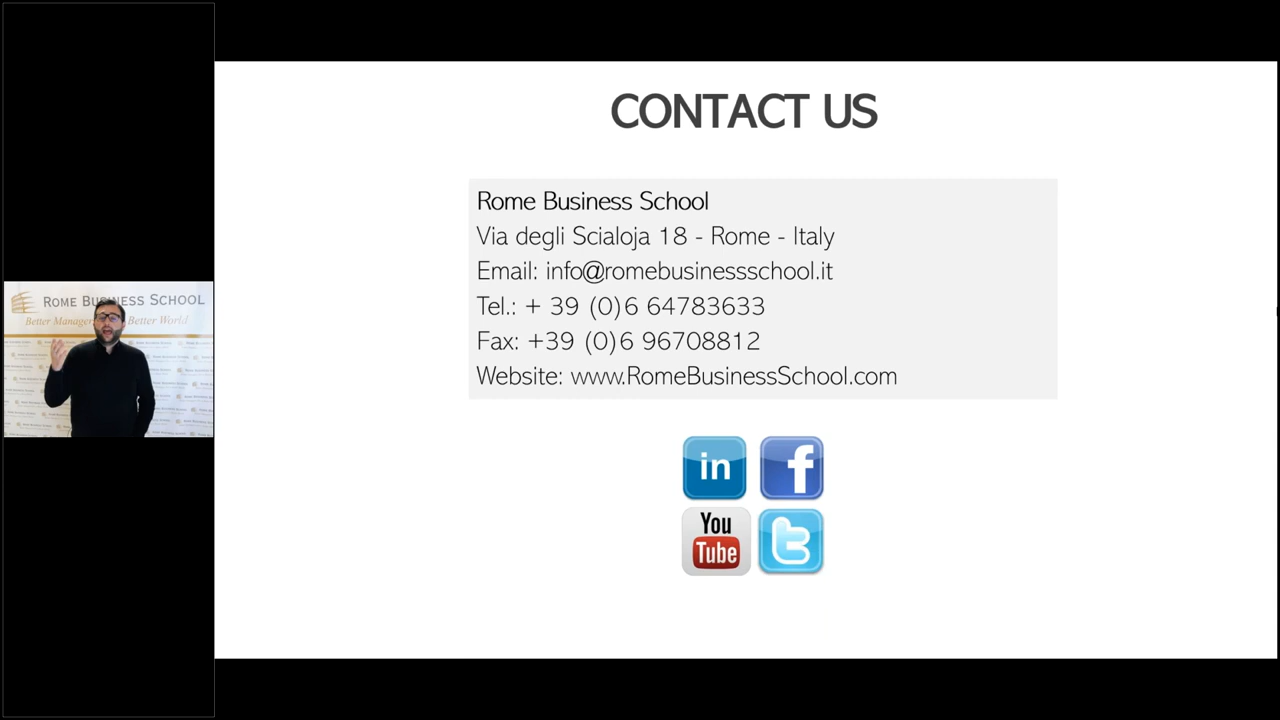 CONTACT US
Rome Business School
Via degli Scialoja 18 - Rome - Italy
Email: info@romebusinessschool.it
Tel.: + 39 (0)6 64783633
Fax: +39 (0)6 96708812
Website: www.RomeBusinessSchool.com
in f
You
Tube
t
ROME BUSINESS SCHOOL
Better World